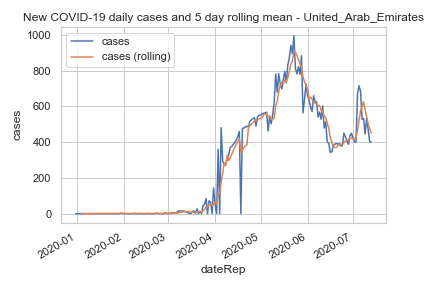 New COVID-19 daily cases and 5 day rolling mean - United_Arab_Emirates
cases
cases (rolling)
1000
800
600
400
200
0
cases
2020-01
2020-02
2020-03
2020-04
2020-05
2020-06
2020-07
dateRep